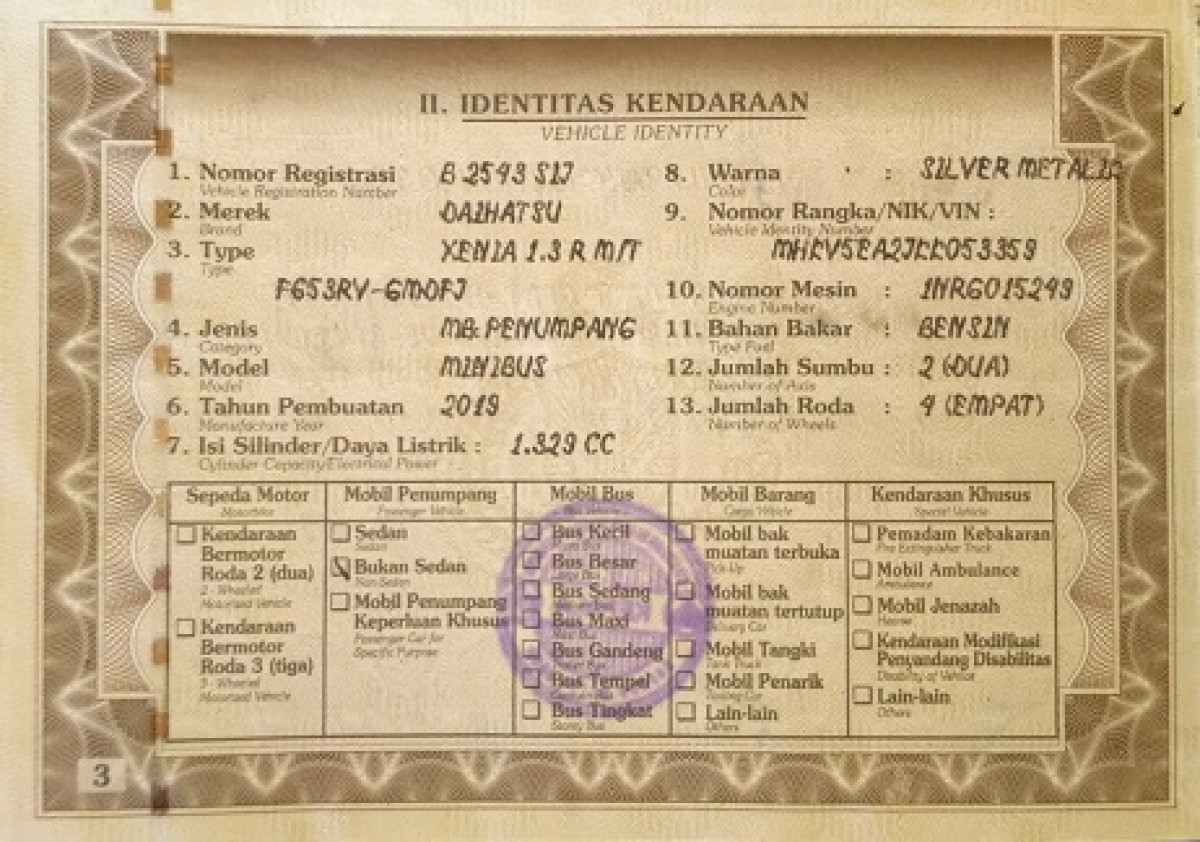 II. IDENTITAS KENDARAAN
VEHICLE IDENTITY
1. Nomor Registrasi B 2543 SIJ
Vehicle Registration Number
2. Merek DAIHATSU
Brand
3. Type XENIA 1.3 R M/T
Type
F653RV-GMDFJ
4. Jenis MB. PENUMPANG
Category
5. Model MINIBUS
Model
6. Tahun Pembuatan 2019
Manufacture Year
7. Isi Silinder/Daya Listrik : 1.329 CC
Cylinder Capacity/Electrical Power
8. Warna : SILVER METALIC
Color
9. Nomor Rangka/NIK/VIN :
Vehicle Identity Number
10. Nomor Mesin : 1NRG015249
Engine Number
11. Bahan Bakar : BENSIN
Type Fuel
12. Jumlah Sumbu : 2 (DUA)
Number of Axis
13. Jumlah Roda : 4 (EMPAT)
Number of Wheels
Sepeda Motor
Motorbike
Kendaraan
Bermotor
Roda 2 (dua)
2 - Wheeled
Motorized Vehicle
Kendaraan
Bermotor
Roda 3 (tiga)
3 - Wheeled
Motorized Vehicle
Mobil Penumpang
Passenger Vehicle
Sedan
Sedan
Bukan Sedan
Non-Sedan
Mobil Penumpang
Keperluan Khusus
Passenger Car for
Specific Purpose
Mobil Bus
Bus Kecil
Bus Besar
Bus Sedang
Bus Maxi
Maxi Bus
Bus Gandeng
Bus Tempel
Bus Tingkat
Storey Bus
Mobil Barang
Cargo Vehicle
Mobil bak
muatan terbuka
Pick-Up
Mobil bak
muatan tertutup
Delivery Car
Mobil Tangki
Tank Truck
Mobil Penarik
Towing Car
Lain-lain
Others
Kendaraan Khusus
Special Vehicle
Pemadam Kebakaran
Fire Extinguisher Truck
Mobil Ambulance
Ambulance
Mobil Jenazah
Hearse
Kendaraan Modifikasi
Penyandang Disabilitas
Disability of Vehicle
Lain-lain
Others
3